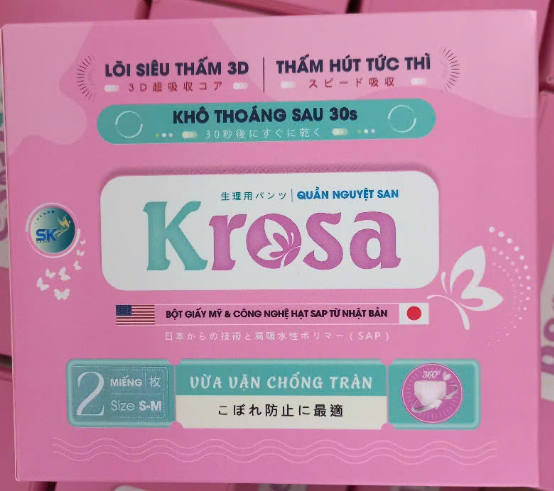 LÕI SIÊU THẤM 3D
3D超吸収コア
THẤM HÚT TỨC THÌ
スピード吸収
KHÔ THOÁNG SAU 30s
30秒後にすぐに乾く
生理用パンツ | QUẦN NGUYỆT SAN
Krosa
SK
BỘT GIẤY MỸ & CÔNG NGHỆ HẠT SAP TỪ NHẬT BẢN
日本からの技術と高吸水性ポリマー(SAP)
2 MIẾNG 枚
Size S-M
VỪA VẶN CHỐNG TRÀN
こぼれ防止に最適
360°